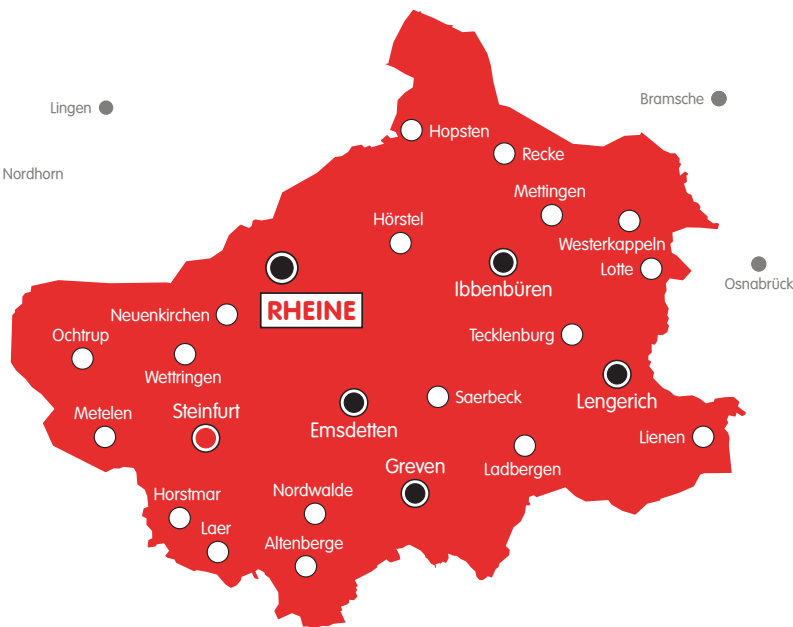 Bramsche
Lingen
Hopsten
Recke
Nordhorn
Mettingen
Hörstel
Westerkappeln
Lotte
Osnabrück
Ibbenbüren
RHEINE
Neuenkirchen
Ochtrup
Tecklenburg
Wettringen
Saerbeck
Lengerich
Metelen
Steinfurt
Emsdetten
Lienen
Greven
Ladbergen
Horstmar
Nordwalde
Laer
Altenberge